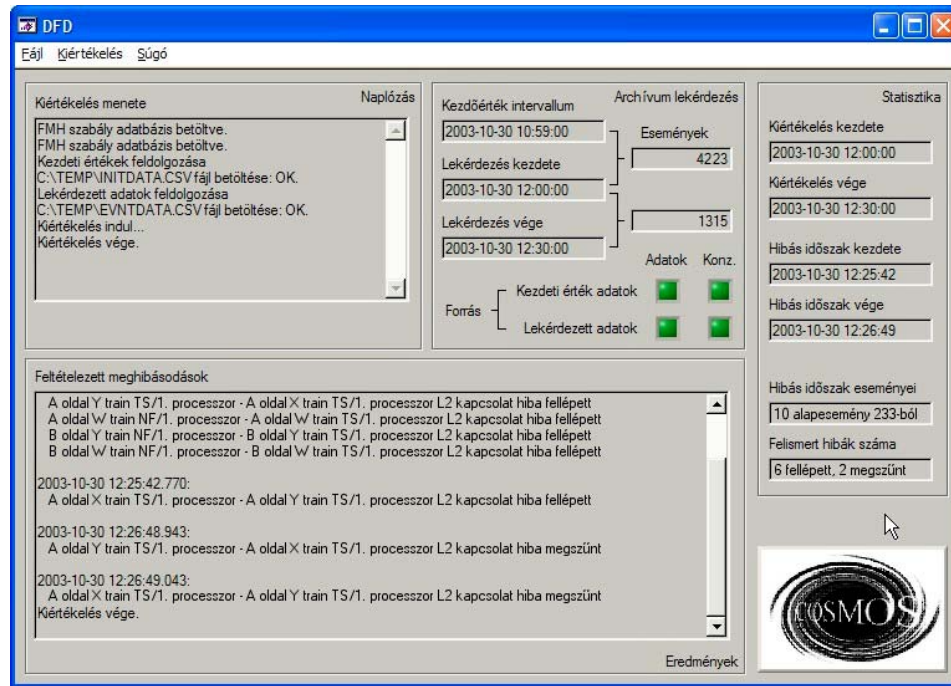 DFD
Fájl Kiértékelés Súgó
Kiértékelés menete
Naplózás
FMH szabály adatbázis betöltve.
FMH szabály adatbázis betöltve.
Kezdeti értékek feldolgozása
C:\TEMP\INITDATA.CSV fájl betöltése: OK.
Lekérdezett adatok feldolgozása
C:\TEMP\EVNTDATA.CSV fájl betöltése: OK.
Kiértékelés indul...
Kiértékelés vége.
Archívum lekérdezés
Kezdőérték intervallum
2003-10-30 10:59:00
Események
4223
Lekérdezés kezdete
2003-10-30 12:00:00
1315
Lekérdezés vége
2003-10-30 12:30:00
Adatok Konz.
Forrás
Kezdeti érték adatok
Lekérdezett adatok
Statisztika
Kiértékelés kezdete
2003-10-30 12:00:00
Kiértékelés vége
2003-10-30 12:30:00
Hibás időszak kezdete
2003-10-30 12:25:42
Hibás időszak vége
2003-10-30 12:26:49
Hibás időszak eseményei
10 alapesemény 233-ból
Felismert hibák száma
6 fellépett, 2 megszűnt
Feltételezett meghibásodások
A oldal Y train TS/1. processzor - A oldal X train TS/1. processzor L2 kapcsolat hiba fellépett
A oldal W train NF/1. processzor - A oldal W train TS/1. processzor L2 kapcsolat hiba fellépett
B oldal Y train NF/1. processzor - B oldal Y train TS/1. processzor L2 kapcsolat hiba fellépett
B oldal W train NF/1. processzor - B oldal W train TS/1. processzor L2 kapcsolat hiba fellépett
2003-10-30 12:25:42.770:
A oldal X train TS/1. processzor - A oldal Y train TS/1. processzor L2 kapcsolat hiba fellépett
2003-10-30 12:26:48.943:
A oldal Y train TS/1. processzor - A oldal X train TS/1. processzor L2 kapcsolat hiba megszűnt
2003-10-30 12:26:49.043:
A oldal X train TS/1. processzor - A oldal Y train TS/1. processzor L2 kapcsolat hiba megszűnt
Kiértékelés vége.
Eredmények
COSMOS